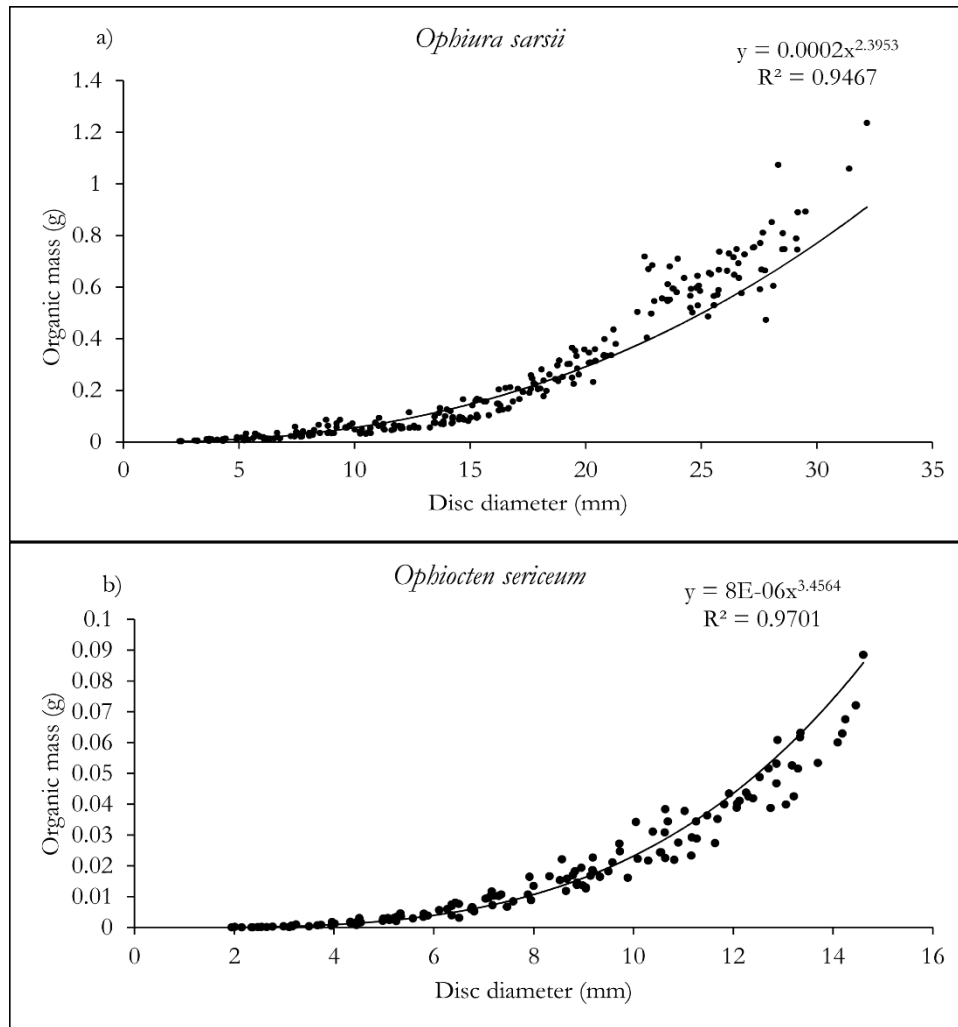 a)
Ophiura sarsii
y = 0.0002x^2.3953
R² = 0.9467
Organic mass (g)
1.4
1.2
1
0.8
0.6
0.4
0.2
0
0 5 10 15 20 25 30 35
Disc diameter (mm)
b)
Ophiocten sericeum
y = 8E-06x^3.4564
R² = 0.9701
Organic mass (g)
0.1
0.09
0.08
0.07
0.06
0.05
0.04
0.03
0.02
0.01
0
0 2 4 6 8 10 12 14 16
Disc diameter (mm)